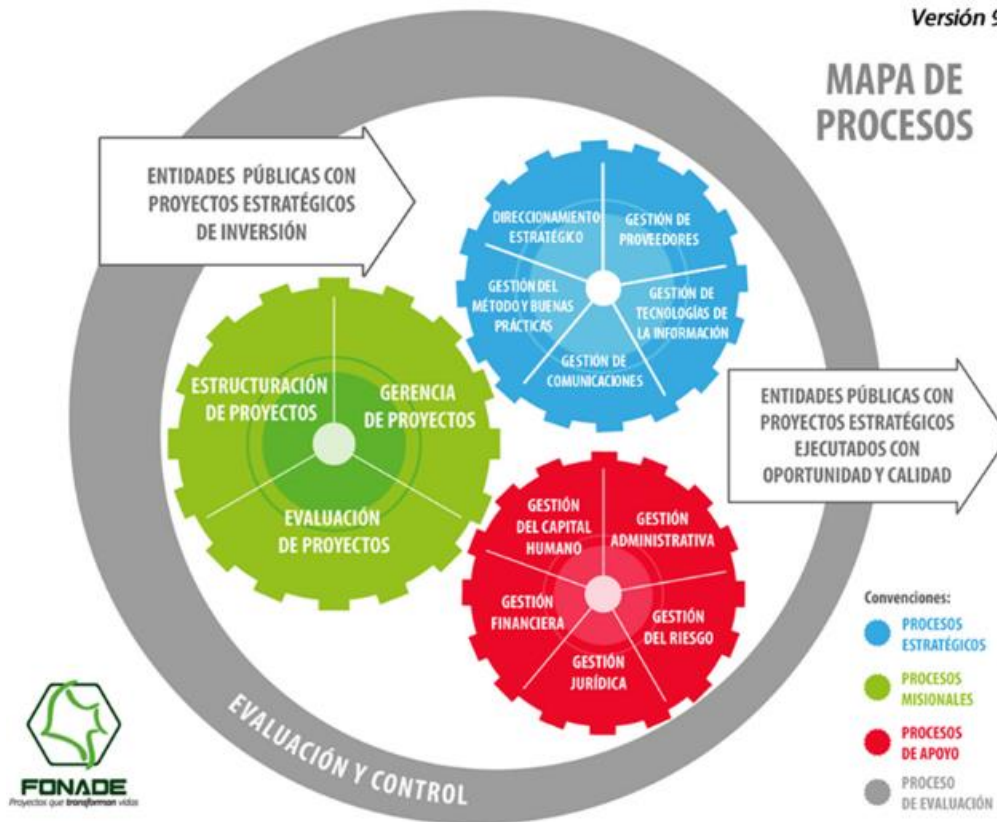 Versión 9
MAPA DE
PROCESOS
ENTIDADES PÚBLICAS CON
PROYECTOS ESTRATÉGICOS
DE INVERSIÓN
DIRECCIONAMIENTO
ESTRATÉGICO
GESTIÓN DE
PROVEEDORES
GESTIÓN DEL
MÉTODO Y BUENAS
PRÁCTICAS
GESTIÓN DE
TECNOLOGÍAS DE
LA INFORMACIÓN
GESTIÓN DE
COMUNICACIONES
ESTRUCTURACIÓN
DE PROYECTOS
GERENCIA
DE PROYECTOS
EVALUACIÓN
DE PROYECTOS
ENTIDADES PÚBLICAS CON
PROYECTOS ESTRATÉGICOS
EJECUTADOS CON
OPORTUNIDAD Y CALIDAD
GESTIÓN
DEL CAPITAL
HUMANO
GESTIÓN
ADMINISTRATIVA
GESTIÓN
FINANCIERA
GESTIÓN
DEL RIESGO
GESTIÓN
JURÍDICA
EVALUACIÓN Y CONTROL
Convenciones:
PROCESOS
ESTRATÉGICOS
PROCESOS
MISIONALES
PROCESOS
DE APOYO
PROCESO
DE EVALUACIÓN
FONADE
Proyectos que transforman vidas